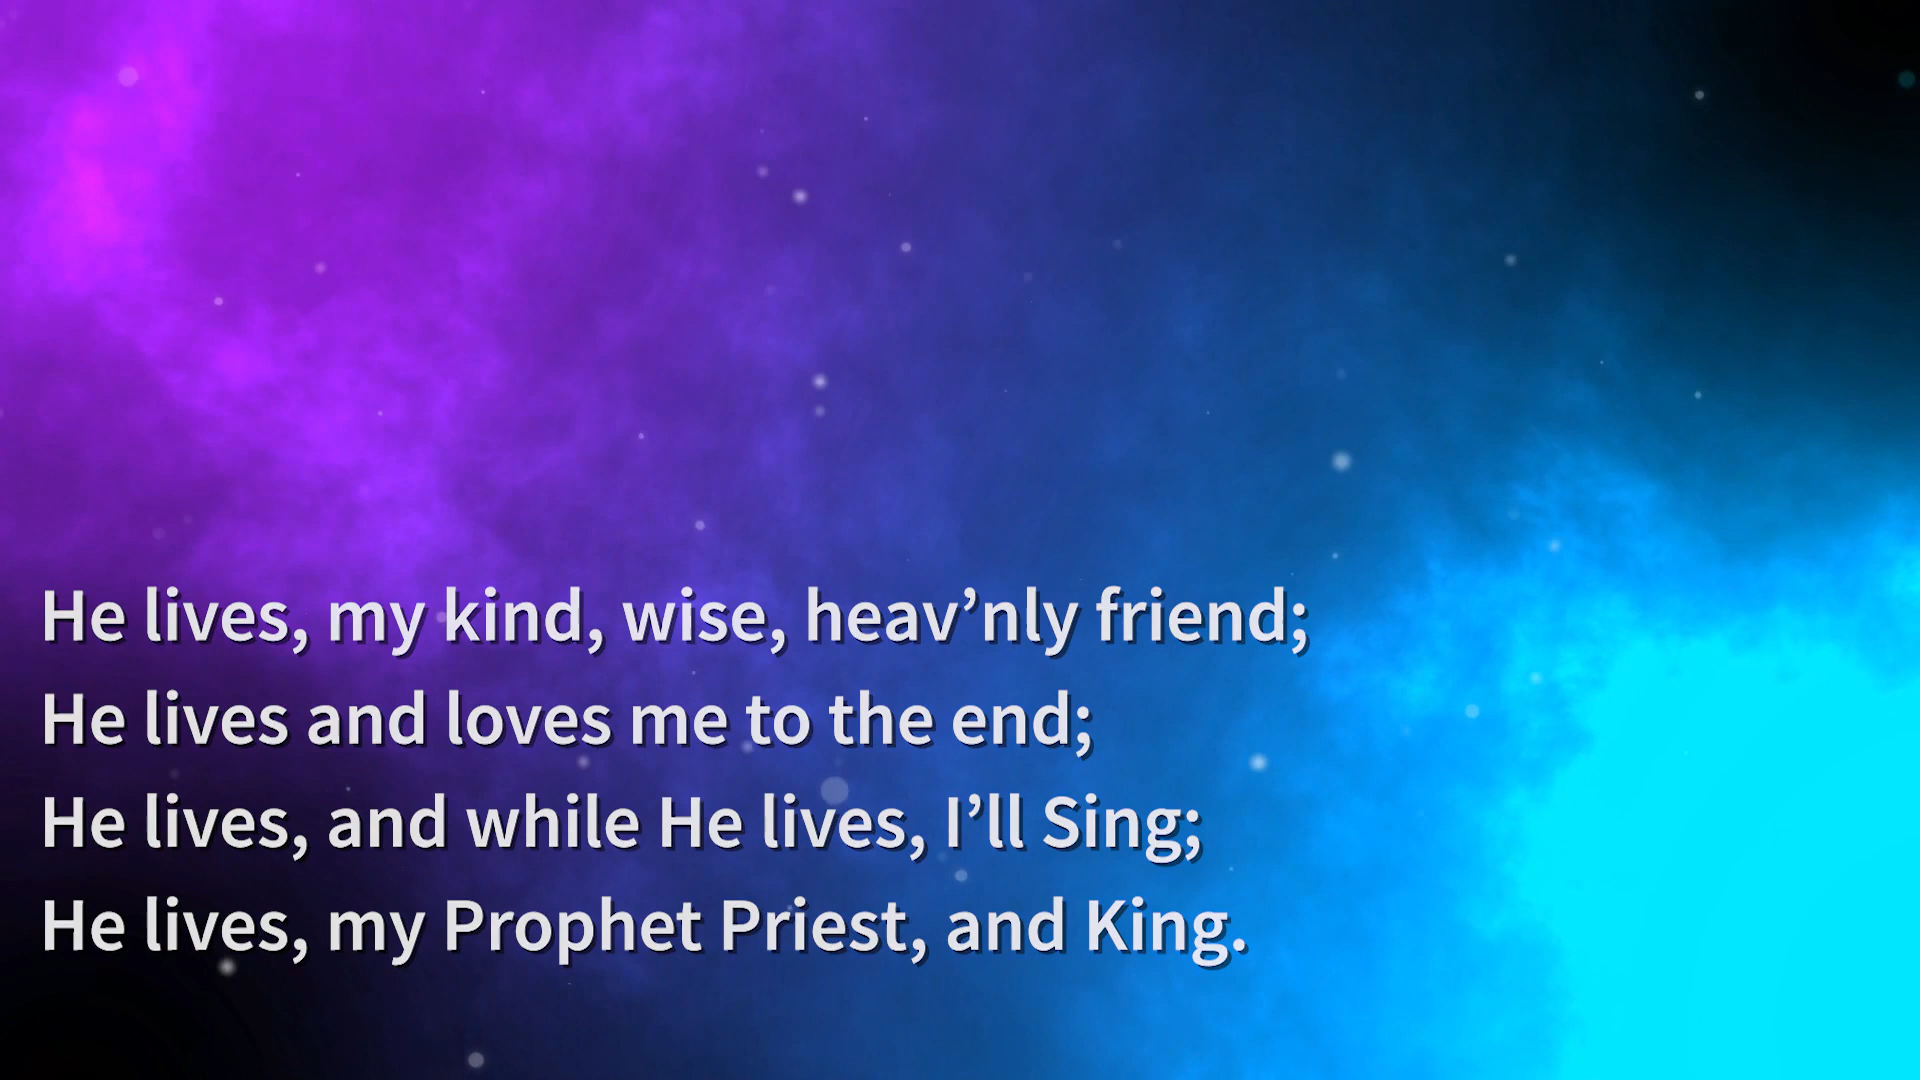 He lives, my kind, wise, heav’nly friend;
He lives and loves me to the end;
He lives, and while He lives, I’ll Sing;
He lives, my Prophet Priest, and King.